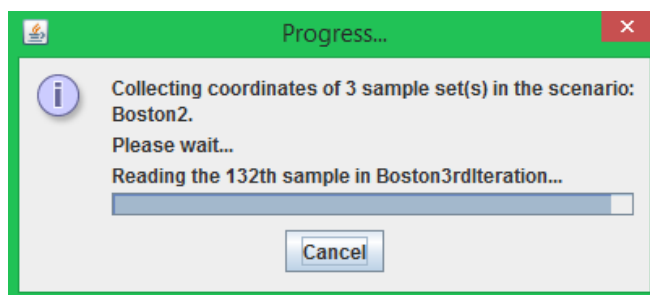 Progress...
Collecting coordinates of 3 sample set(s) in the scenario:
Boston2.
Please wait...
Reading the 132th sample in Boston3rdIteration...
Cancel